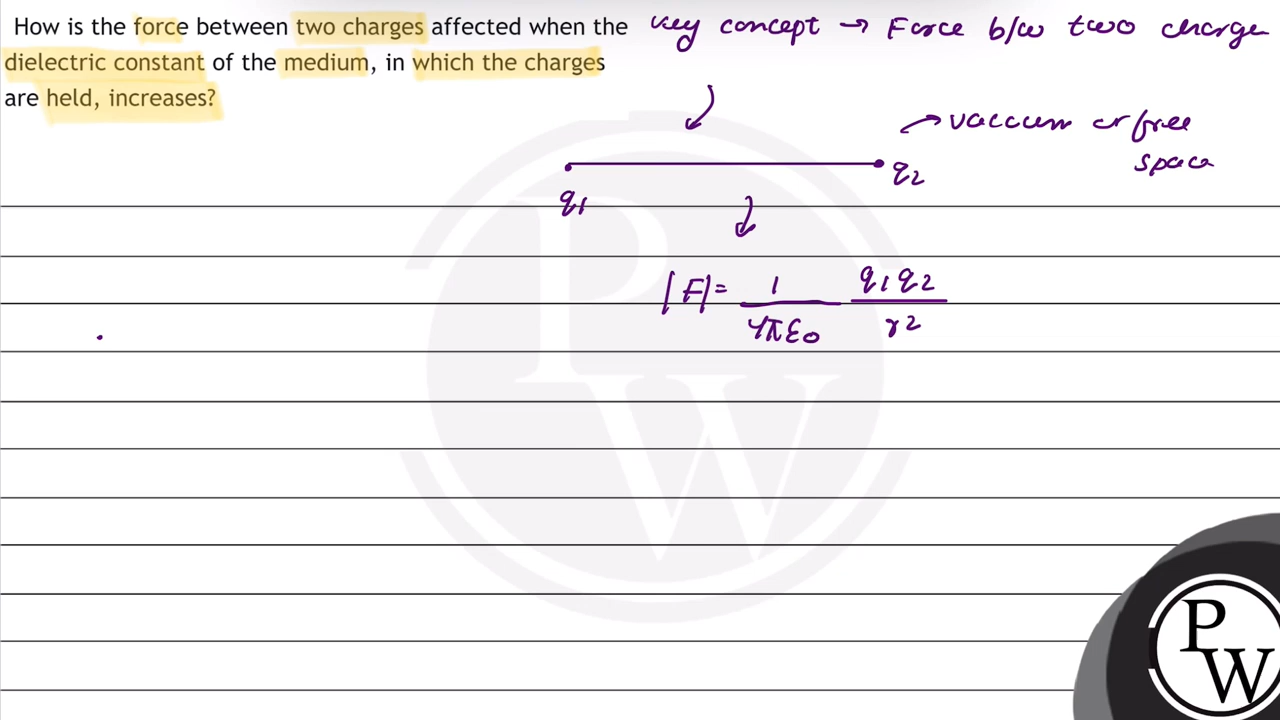 How is the force between two charges affected when the
dielectric constant of the medium, in which the charges
are held, increases?
key concept → Force b/w two charge
→ vaccum or free
space
q1
q2
|F| = 1/4πε0 q1q2/r2
PW
PW